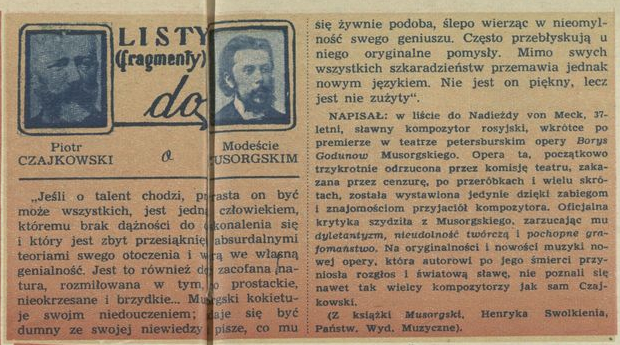 LISTY
(fragmenty)
do
Piotr
CZAJKOWSKI
o
Modeście
USORGSKIM
„Jeśli o talent chodzi, p rasta on być
może wszystkich, jest jedn człowiekiem,
któremu brak dążności do konalenia się
i który jest zbyt przesiąknię absurdalnymi
teoriami swego otoczenia i w rą we własną
genialność. Jest to również d zacofana na-
tura, rozmiłowana w tym, o prostackie,
nieokrzesane i brzydkie... Mu rgski kokietu-
je swoim niedouczeniem; aje się być
dumny ze swojej niewiedzy pisze, co mu
się żywnie podoba, ślepo wierząc w nieomyl-
ność swego geniuszu. Często przebłyskują u
niego oryginalne pomysły. Mimo swych
wszystkich szkaradzieństw przemawia jednak
nowym językiem. Nie jest on piękny, lecz
jest nie zużyty“.
NAPISAŁ: w liście do Nadieżdy von Meck, 37-
letni, sławny kompozytor rosyjski, wkrótce po
premierze w teatrze petersburskim opery Borys
Godunow Musorgskiego. Opera ta, początkowo
trzykrotnie odrzucona przez komisję teatru, zaka-
zana przez cenzurę, po przeróbkach i wielu skró-
tach, została wystawiona jedynie dzięki zabiegom
i znajomościom przyjaciół kompozytora. Oficjalna
krytyka szydziła z Musorgskiego, zarzucając mu
dyletantyzm, nieudolność twórczą i pochopne gra-
fomaństwo. Na oryginalności i nowości muzyki no-
wej opery, która autorowi po jego śmierci przy-
niosła rozgłos i światową sławę, nie poznali się
nawet tak wielcy kompozytorzy jak sam Czaj-
kowski.
(Z książki Musorgski, Henryka Swolkienia,
Państw. Wyd. Muzyczne).